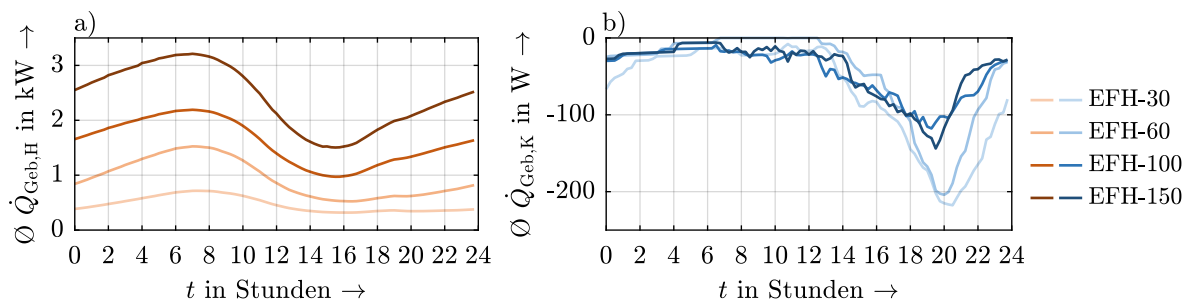 a)
Ø Q̇Geb,H in kW →
3
2
1
0
0 2 4 6 8 10 12 14 16 18 20 22 24
t in Stunden →
b)
Ø Q̇Geb,K in W →
0
-100
-200
0 2 4 6 8 10 12 14 16 18 20 22 24
t in Stunden →
EFH-30
EFH-60
EFH-100
EFH-150